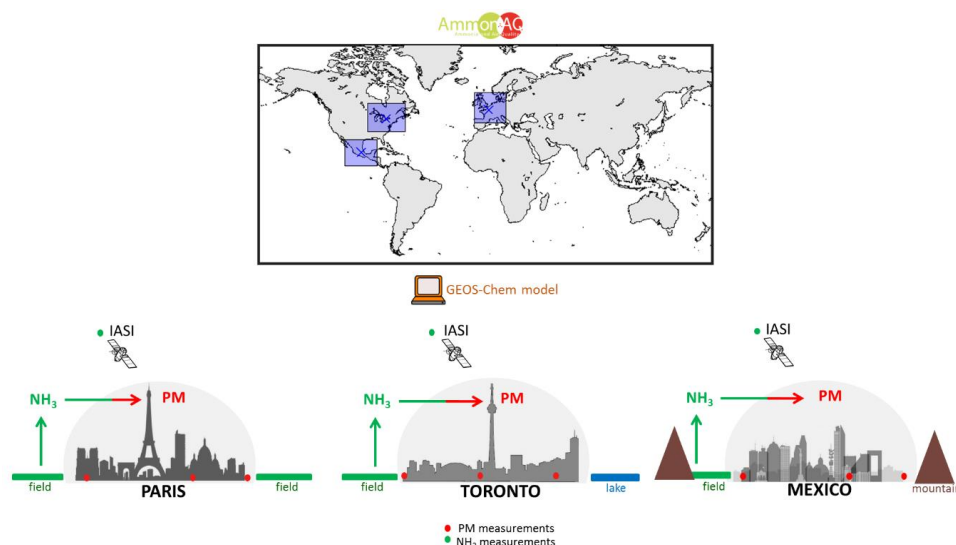 AmmonAQ
GEOS-Chem model
IASI
IASI
IASI
NH₃
PM
NH₃
PM
NH₃
PM
field
PARIS
field
field
TORONTO
lake
field
MEXICO
mountain
PM measurements
NH₃ measurements